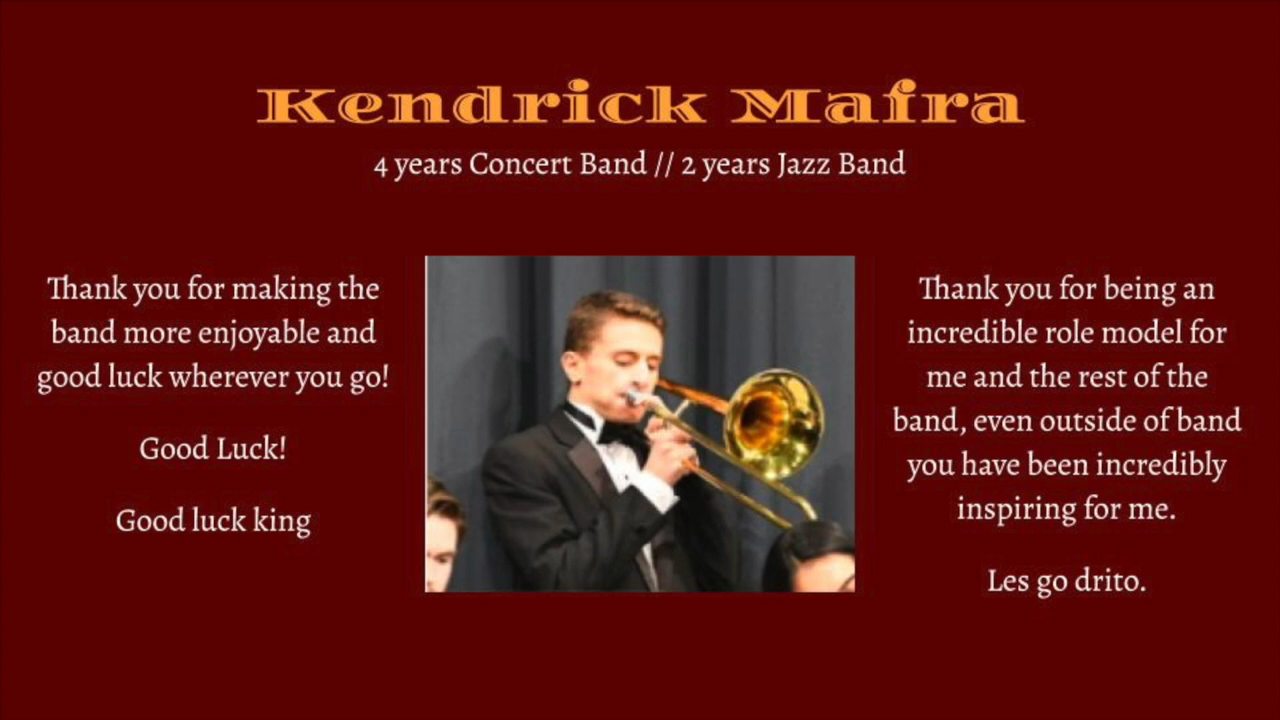 Kendrick Mafra
4 years Concert Band // 2 years Jazz Band
Thank you for making the
band more enjoyable and
good luck wherever you go!
Good Luck!
Good luck king
Thank you for being an
incredible role model for
me and the rest of the
band, even outside of band
you have been incredibly
inspiring for me.
Les go drito.